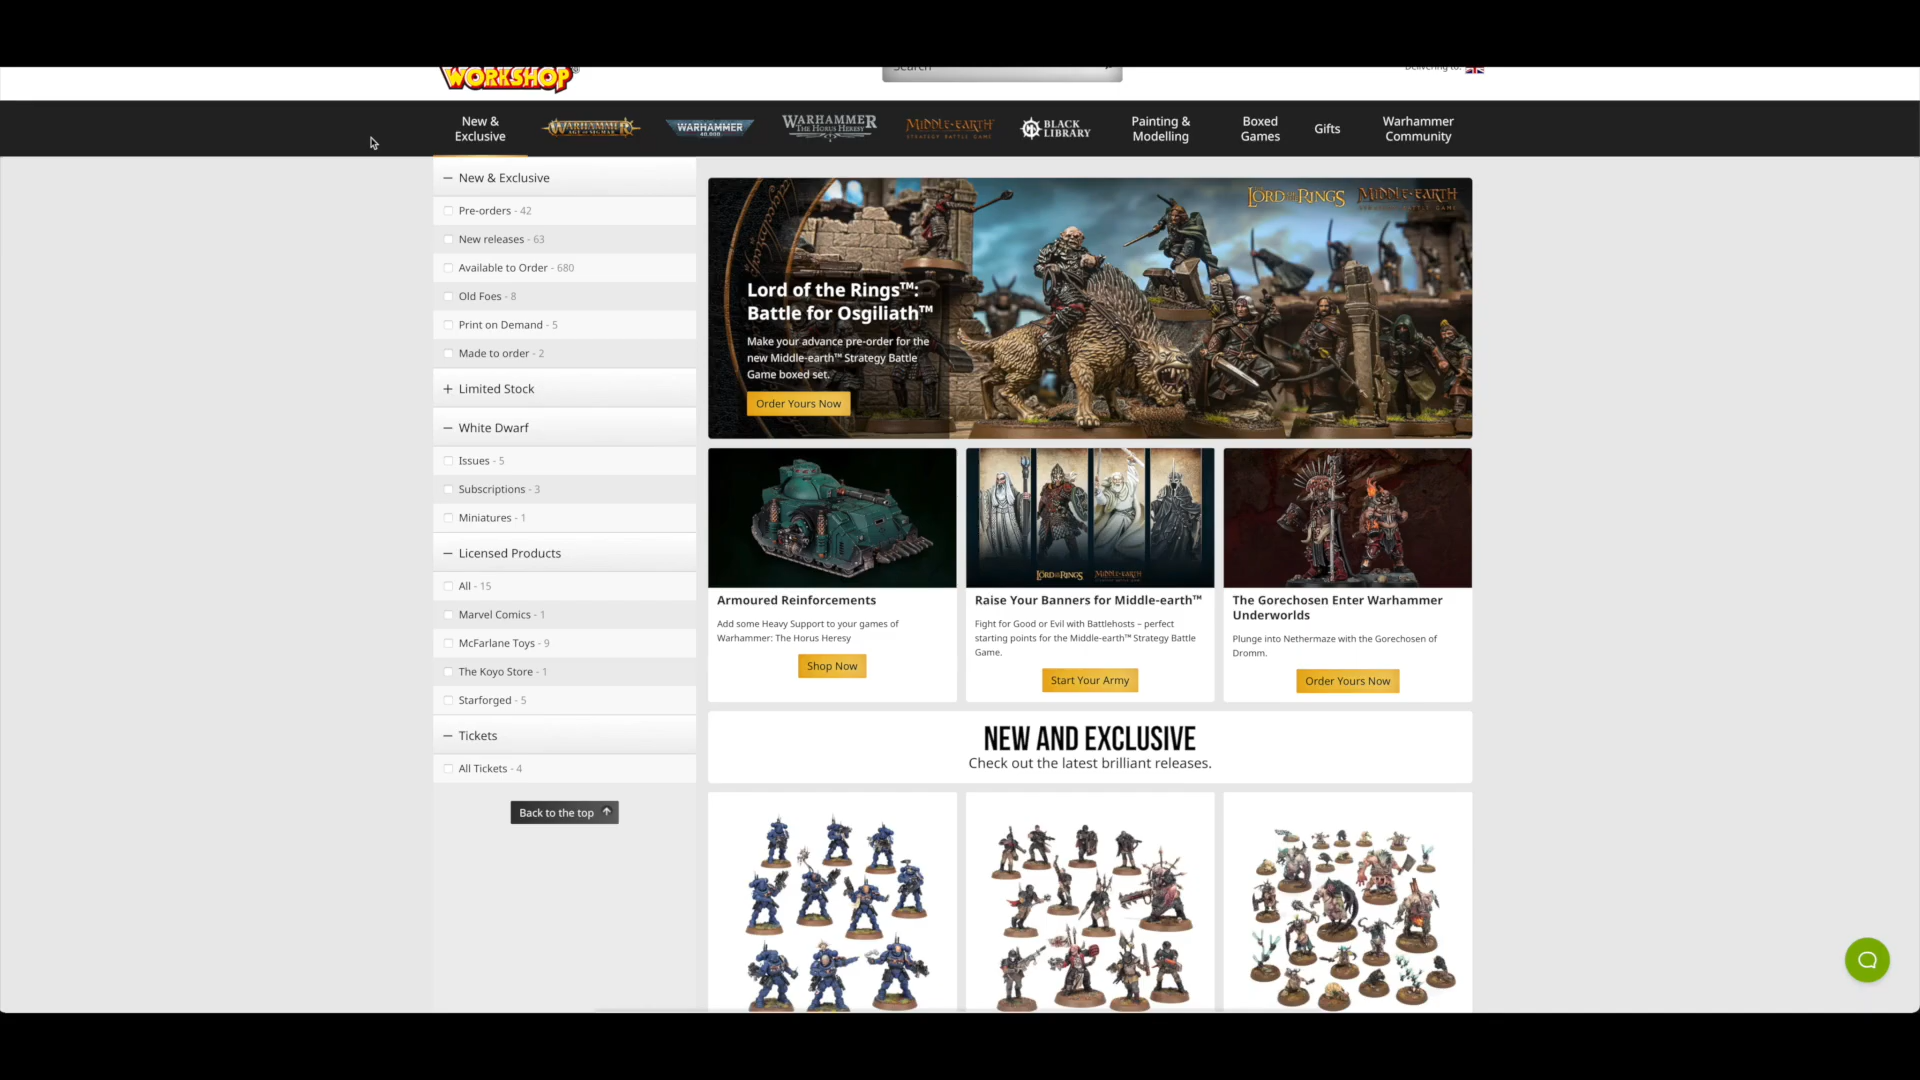 WORKSHOP
Search
Delivering to:
New &
Exclusive
WARHAMMER
AGE OF SIGMAR
WARHAMMER
40,000
WARHAMMER
THE HORUS HERESY
MIDDLE-EARTH
STRATEGY BATTLE GAME
BLACK
LIBRARY
Painting &
Modelling
Boxed
Games
Gifts
Warhammer
Community
New & Exclusive
Pre-orders - 42
New releases - 63
Available to Order - 680
Old Foes - 8
Print on Demand - 5
Made to order - 2
Limited Stock
White Dwarf
Issues - 5
Subscriptions - 3
Miniatures - 1
Licensed Products
All - 15
Marvel Comics - 1
McFarlane Toys - 9
The Koyo Store - 1
Starforged - 5
Tickets
All Tickets - 4
Back to the top
THE LORD OF THE RINGS MIDDLE-EARTH
STRATEGY BATTLE GAME
Lord of the Rings™:
Battle for Osgiliath™
Make your advance pre-order for the
new Middle-earth™ Strategy Battle
Game boxed set.
Order Yours Now
Armoured Reinforcements
Add some Heavy Support to your games of
Warhammer: The Horus Heresy
Shop Now
THE LORD OF THE RINGS MIDDLE-EARTH
Raise Your Banners for Middle-earth™
Fight for Good or Evil with Battlehosts – perfect
starting points for the Middle-earth™ Strategy Battle
Game.
Start Your Army
The Gorechosen Enter Warhammer
Underworlds
Plunge into Nethermaze with the Gorechosen of
Dromm.
Order Yours Now
NEW AND EXCLUSIVE
Check out the latest brilliant releases.